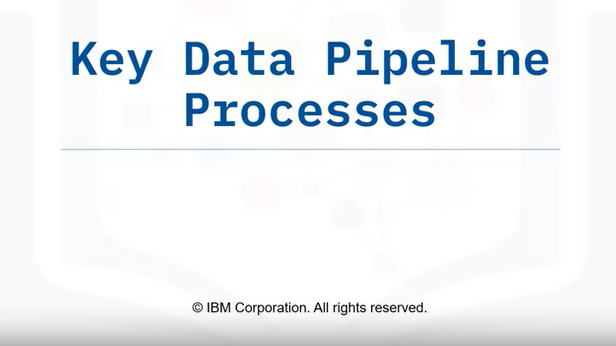 Key Data Pipeline
Processes
© IBM Corporation. All rights reserved.